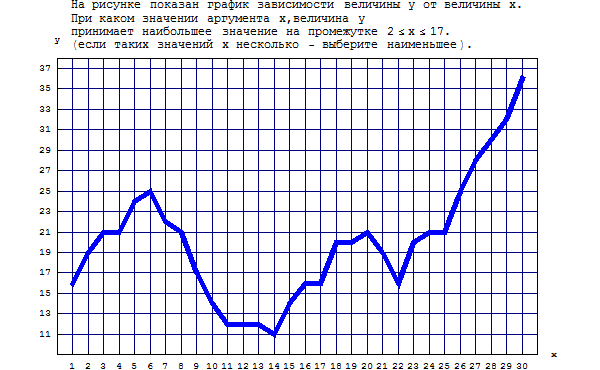 На рисунке показан график зависимости величины y от величины x.
При каком значении аргумента x,величина y
принимает наибольшее значение на промежутке 2 ≤ x ≤ 17.
(если таких значений x несколько - выберите наименьшее).
y
37
35
33
31
29
27
25
23
21
19
17
15
13
11
x
1 2 3 4 5 6 7 8 9 10 11 12 13 14 15 16 17 18 19 20 21 22 23 24 25 26 27 28 29 30